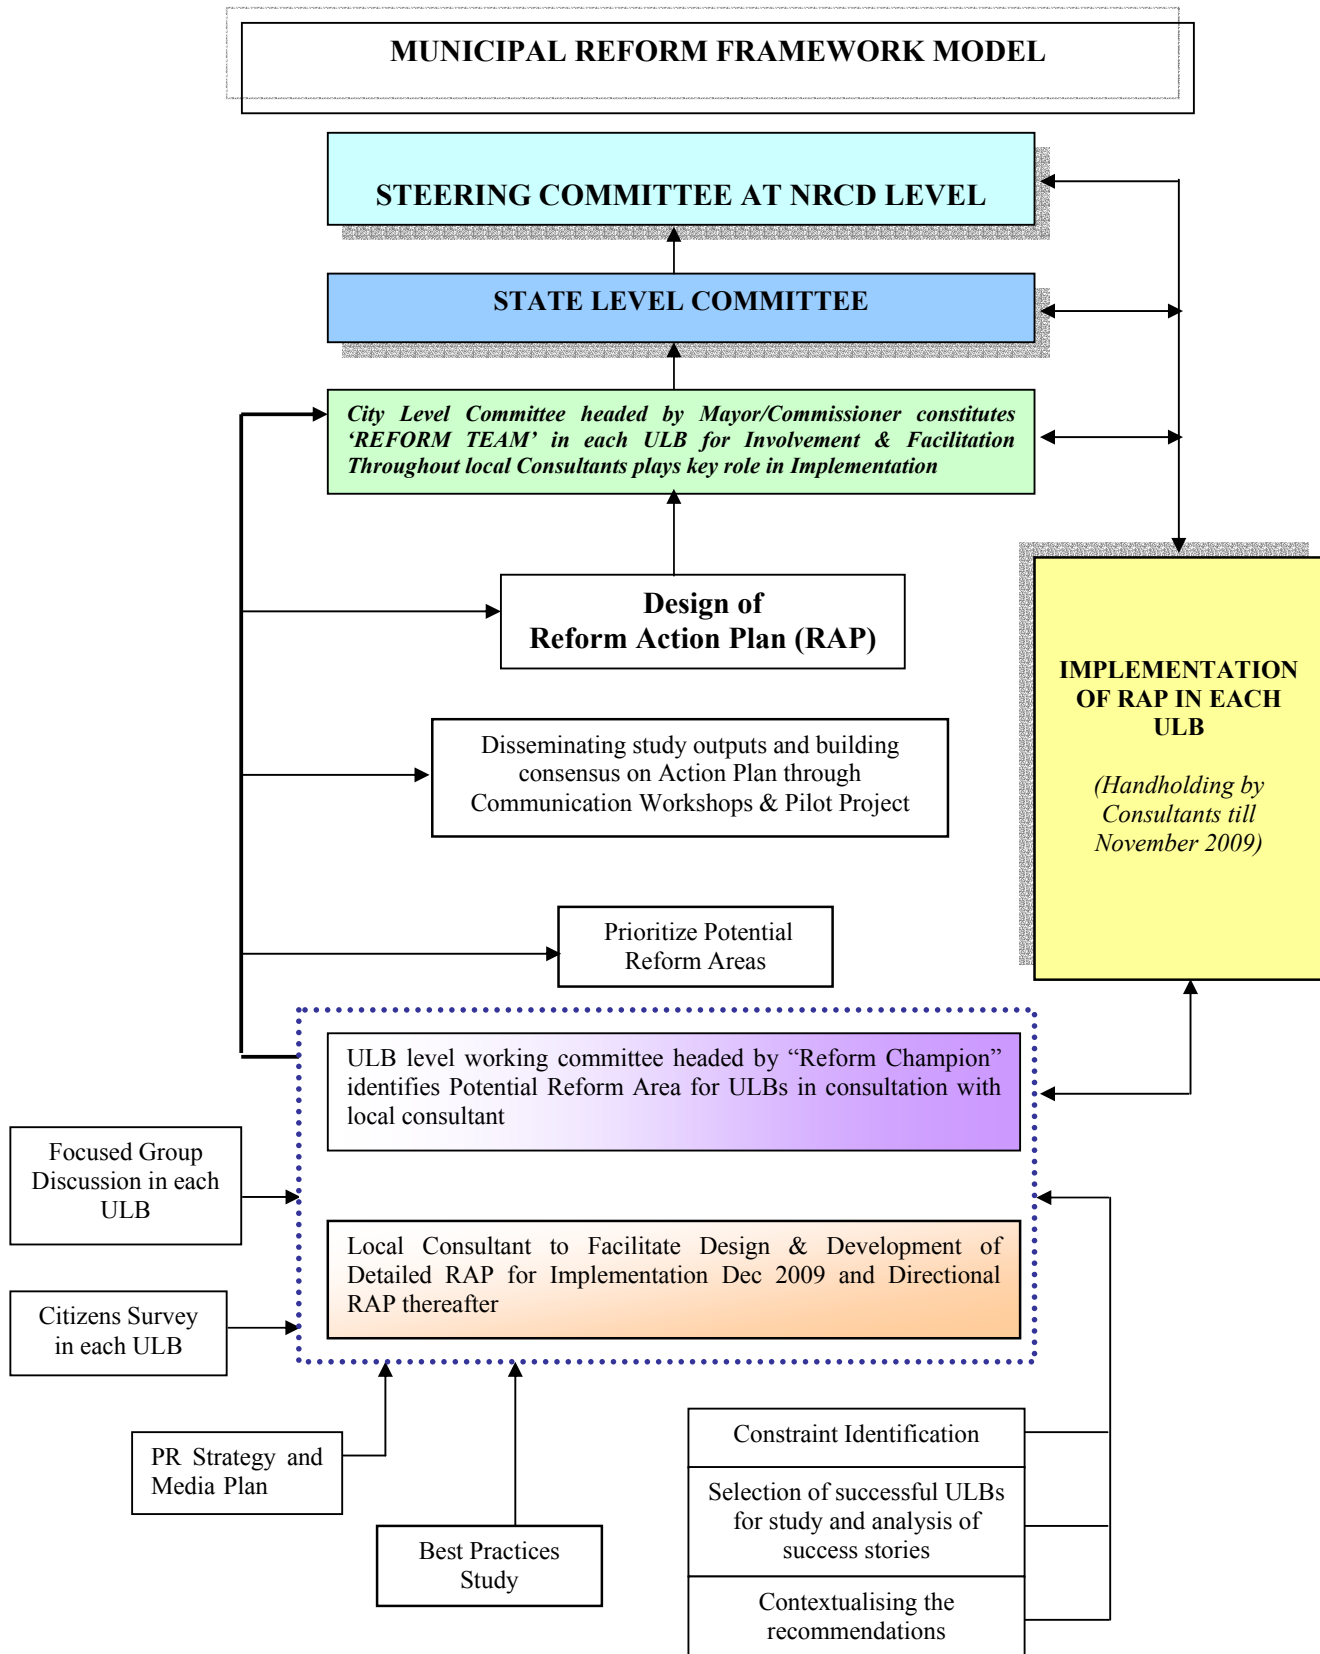 MUNICIPAL REFORM FRAMEWORK MODEL
STEERING COMMITTEE AT NRCD LEVEL
STATE LEVEL COMMITTEE
City Level Committee headed by Mayor/Commissioner constitutes
‘REFORM TEAM’ in each ULB for Involvement & Facilitation
Throughout local Consultants plays key role in Implementation
Design of
Reform Action Plan (RAP)
IMPLEMENTATION
OF RAP IN EACH
ULB
(Handholding by
Consultants till
November 2009)
Disseminating study outputs and building
consensus on Action Plan through
Communication Workshops & Pilot Project
Prioritize Potential
Reform Areas
ULB level working committee headed by “Reform Champion”
identifies Potential Reform Area for ULBs in consultation with
local consultant
Focused Group
Discussion in each
ULB
Local Consultant to Facilitate Design & Development of
Detailed RAP for Implementation Dec 2009 and Directional
RAP thereafter
Citizens Survey
in each ULB
PR Strategy and
Media Plan
Best Practices
Study
Constraint Identification
Selection of successful ULBs
for study and analysis of
success stories
Contextualising the
recommendations